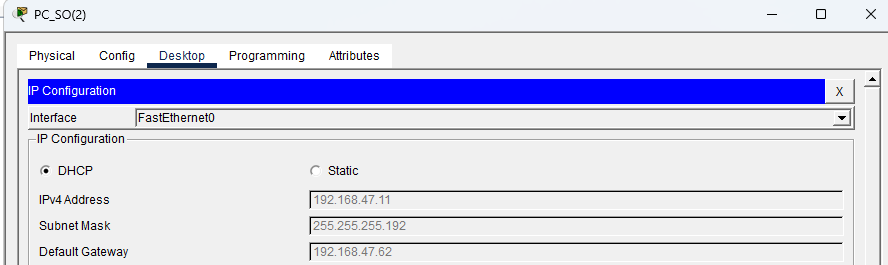 PC_SO(2)
Physical Config Desktop Programming Attributes
IP Configuration X
Interface FastEthernet0
IP Configuration
DHCP Static
IPv4 Address 192.168.47.11
Subnet Mask 255.255.255.192
Default Gateway 192.168.47.62